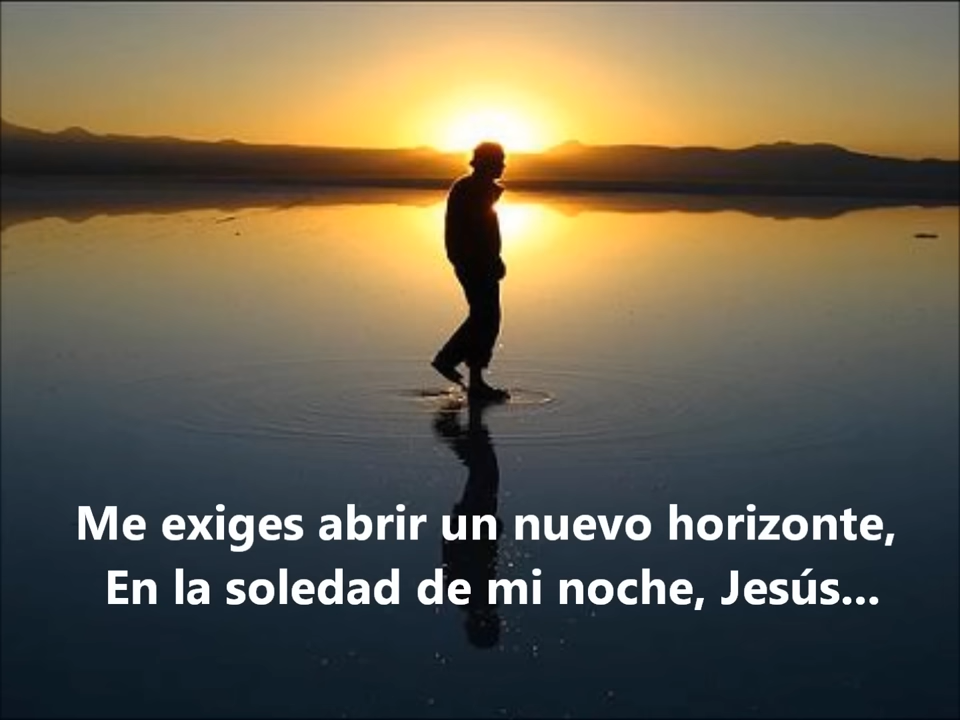 Me exiges abrir un nuevo horizonte,
En la soledad de mi noche, Jesús...